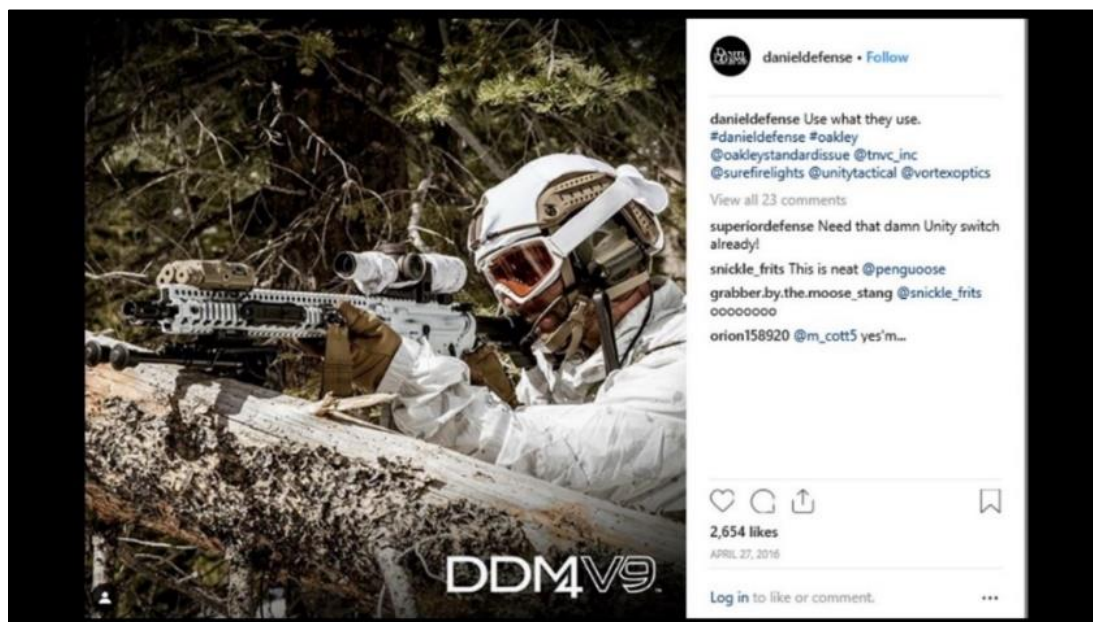 DDM4V9
danieldefense • Follow
danieldefense Use what they use.
#danieldefense #oakley
@oakleystandardissue @tnvc_inc
@surefirelights @unitytactical @vortexoptics
View all 23 comments
superiordefense Need that damn Unity switch
already!
snickle_frits This is neat @penguoose
grabber.by.the.moose_stang @snickle_frits
oooooooo
orion158920 @m_cott5 yes'm...
2,654 likes
APRIL 27, 2016
Log in to like or comment.